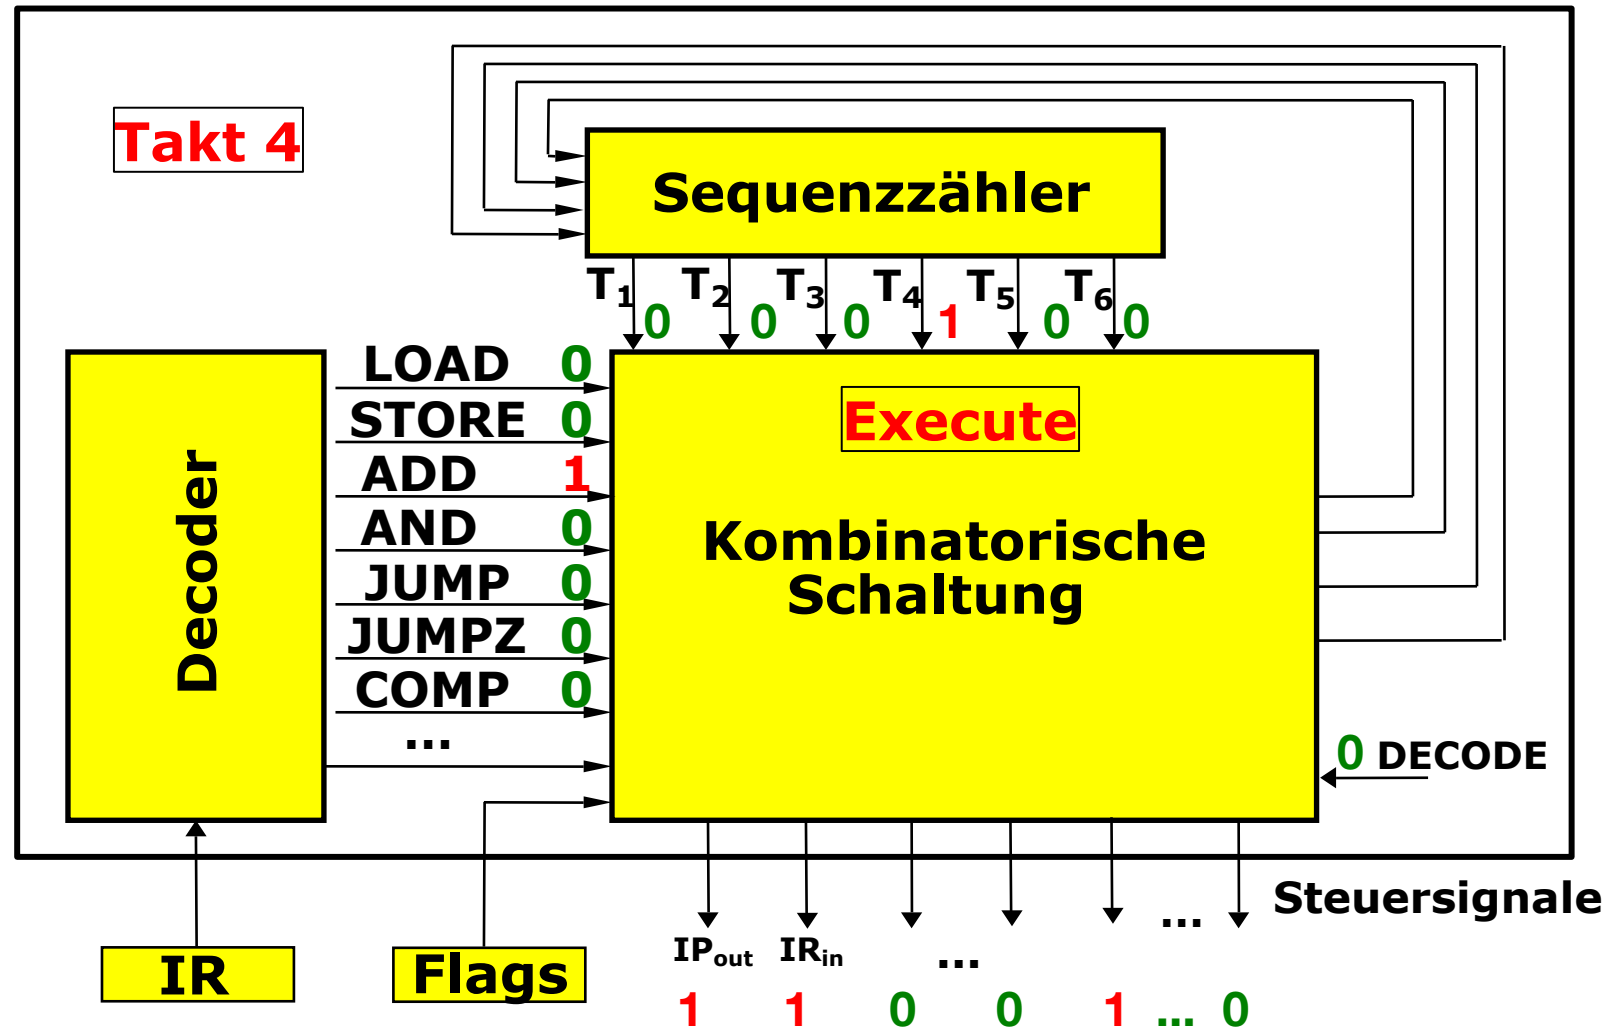 Takt 4
Sequenzzähler
T1 T2 T3 T4 T5 T6
0 0 0 1 0 0
LOAD 0
STORE 0
ADD 1
AND 0
JUMP 0
JUMPZ 0
COMP 0
...
Decoder
Execute
Kombinatorische
Schaltung
0 DECODE
Steuersignale
...
IR
Flags
IPout IRin ...
1 1 0 0 1 ... 0